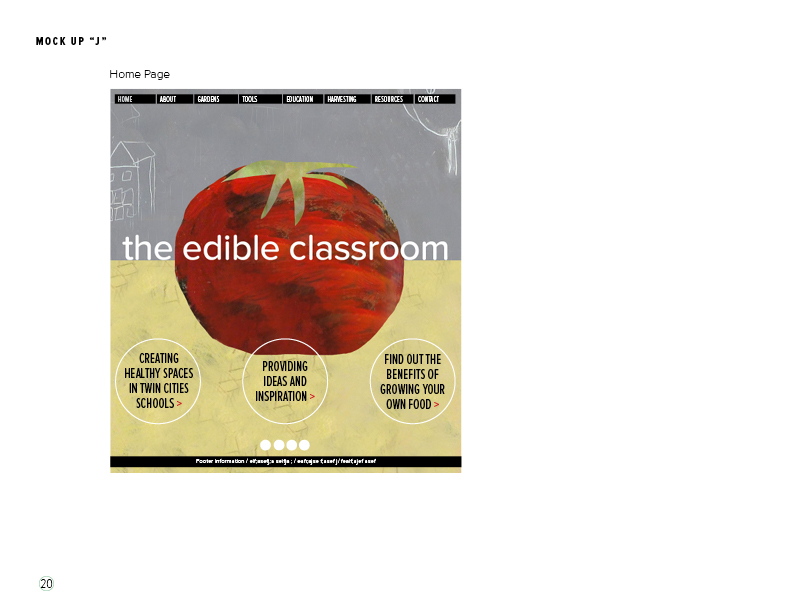 MOCK UP “J”
Home Page
HOME ABOUT GARDENS TOOLS EDUCATION HARVESTING RESOURCES CONTACT
the edible classroom
CREATING
HEALTHY SPACES
IN TWIN CITIES
SCHOOLS >
PROVIDING
IDEAS AND
INSPIRATION >
FIND OUT THE
BENEFITS OF
GROWING YOUR
OWN FOOD >
Footer Information /
20